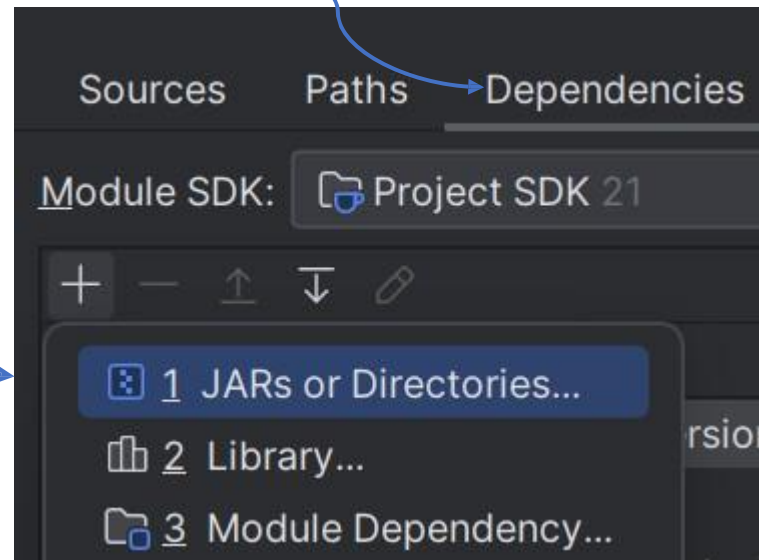 Sources Paths Dependencies
Module SDK: Project SDK 21
1 JARs or Directories...
2 Library...
3 Module Dependency...